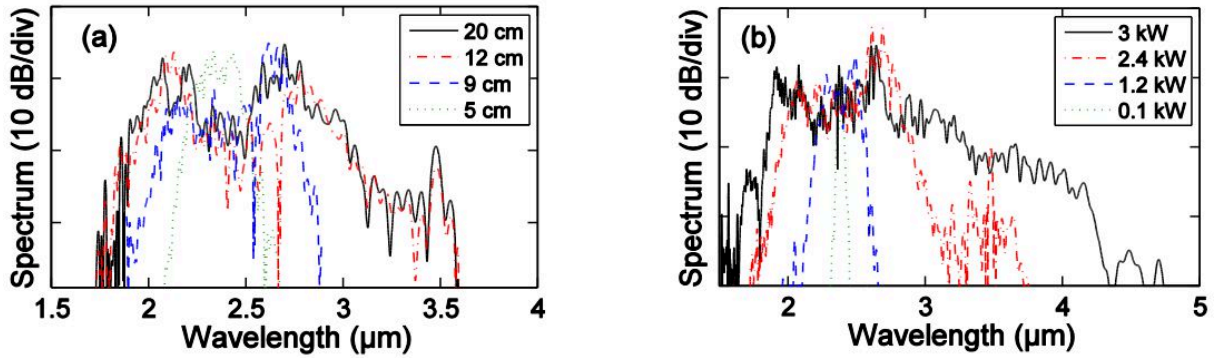 (a)
Spectrum (10 dB/div)
20 cm
12 cm
9 cm
5 cm
1.5 2 2.5 3 3.5 4
Wavelength (μm)
(b)
Spectrum (10 dB/div)
3 kW
2.4 kW
1.2 kW
0.1 kW
2 3 4 5
Wavelength (μm)